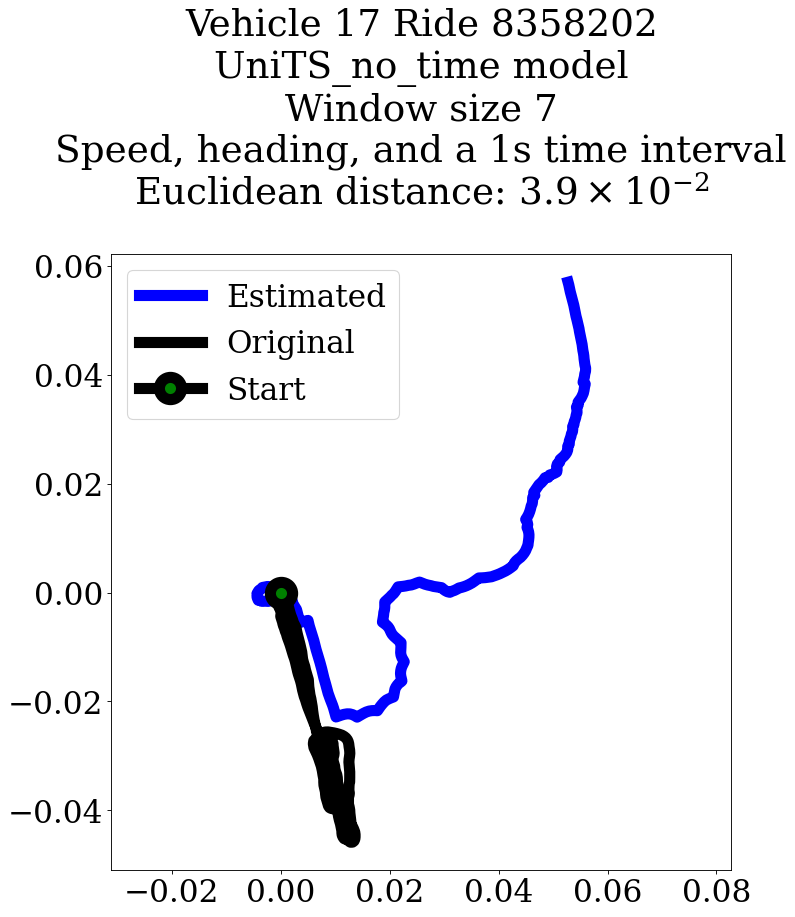 Vehicle 17 Ride 8358202
UniTS_no_time model
Window size 7
Speed, heading, and a 1s time interval
Euclidean distance: 3.9 × 10⁻²
0.06
0.04
0.02
0.00
−0.02
−0.04
Estimated
Original
Start
−0.02 0.00 0.02 0.04 0.06 0.08